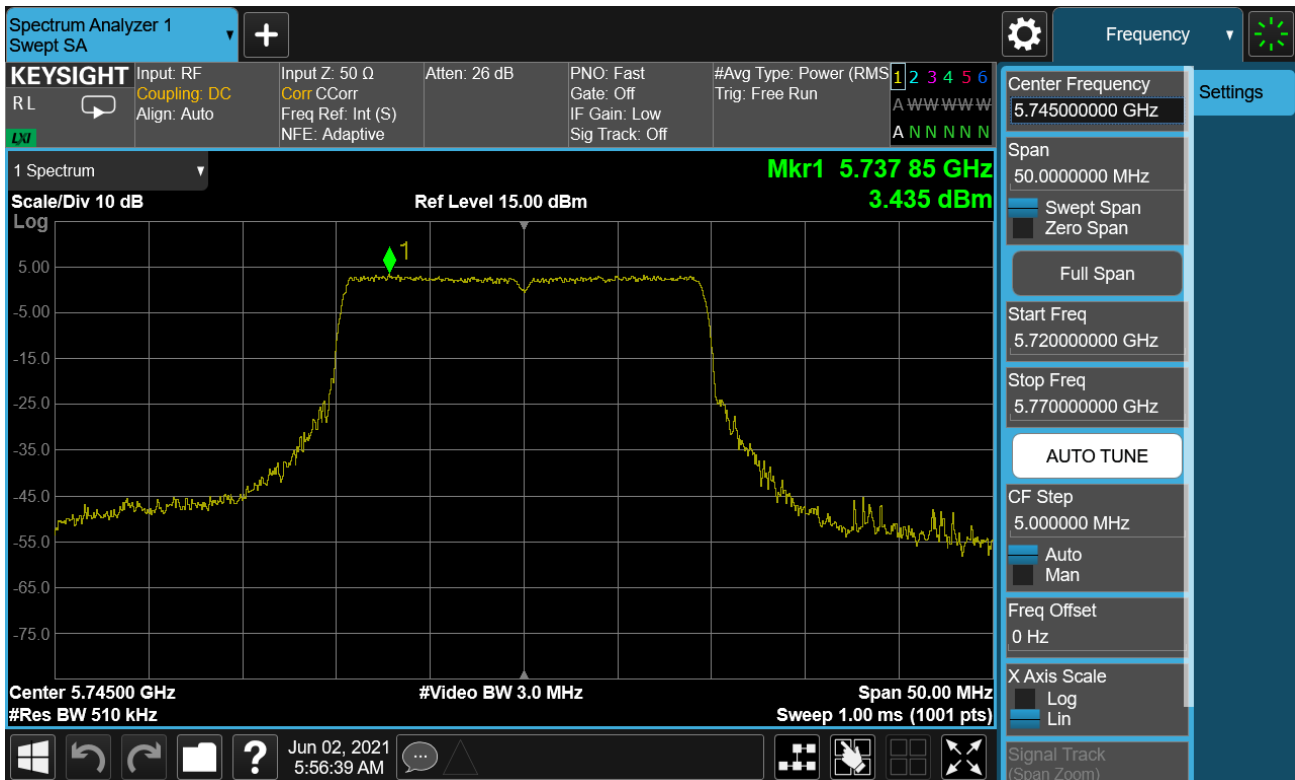 Spectrum Analyzer 1
Swept SA
+
Frequency
KEYSIGHT
R L
LXI
Input: RF
Coupling: DC
Align: Auto
Input Z: 50 Ω
Corr CCorr
Freq Ref: Int (S)
NFE: Adaptive
Atten: 26 dB
PNO: Fast
Gate: Off
IF Gain: Low
Sig Track: Off
#Avg Type: Power (RMS
Trig: Free Run
1 2 3 4 5 6
A W W W W W
A N N N N N
1 Spectrum
Scale/Div 10 dB
Log
Ref Level 15.00 dBm
Mkr1 5.737 85 GHz
3.435 dBm
1
5.00
-5.00
-15.0
-25.0
-35.0
-45.0
-55.0
-65.0
-75.0
Center 5.74500 GHz
#Res BW 510 kHz
#Video BW 3.0 MHz
Span 50.00 MHz
Sweep 1.00 ms (1001 pts)
?
Jun 02, 2021
5:56:39 AM
Center Frequency
5.745000000 GHz
Settings
Span
50.0000000 MHz
Swept Span
Zero Span
Full Span
Start Freq
5.720000000 GHz
Stop Freq
5.770000000 GHz
AUTO TUNE
CF Step
5.000000 MHz
Auto
Man
Freq Offset
0 Hz
X Axis Scale
Log
Lin
Signal Track
(Span Zoom)